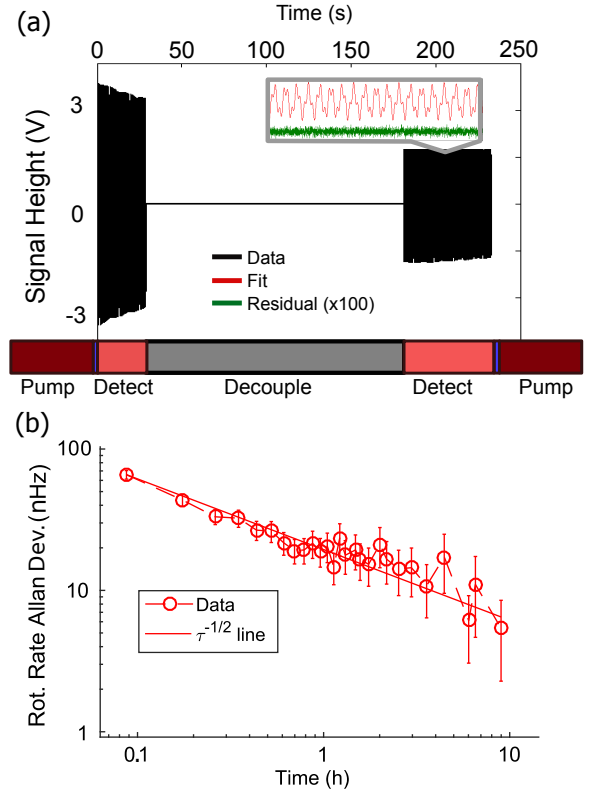 (a)
Time (s)
0 50 100 150 200 250
3
0
-3
Signal Height (V)
Data
Fit
Residual (x100)
Pump Detect Decouple Detect Pump
(b)
100
10
1
Rot. Rate Allan Dev.(nHz)
Data
τ^{-1/2} line
0.1 1 10
Time (h)